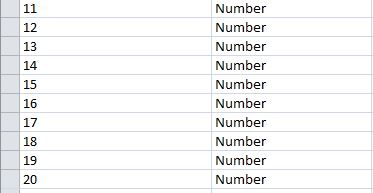 11 Number
12 Number
13 Number
14 Number
15 Number
16 Number
17 Number
18 Number
19 Number
20 Number